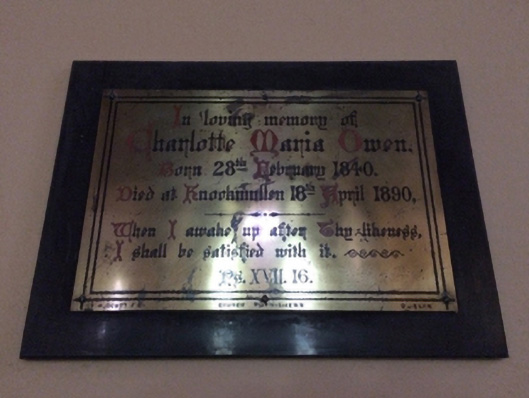 In loving memory of
Charlotte Maria Owen.
Born 28th February 1840.
Died at Knockmullen 18th April 1890,
When I awake up after Thy likeness,
I shall be satisfied with it.
Ps. XVII. 16.
DUBLIN